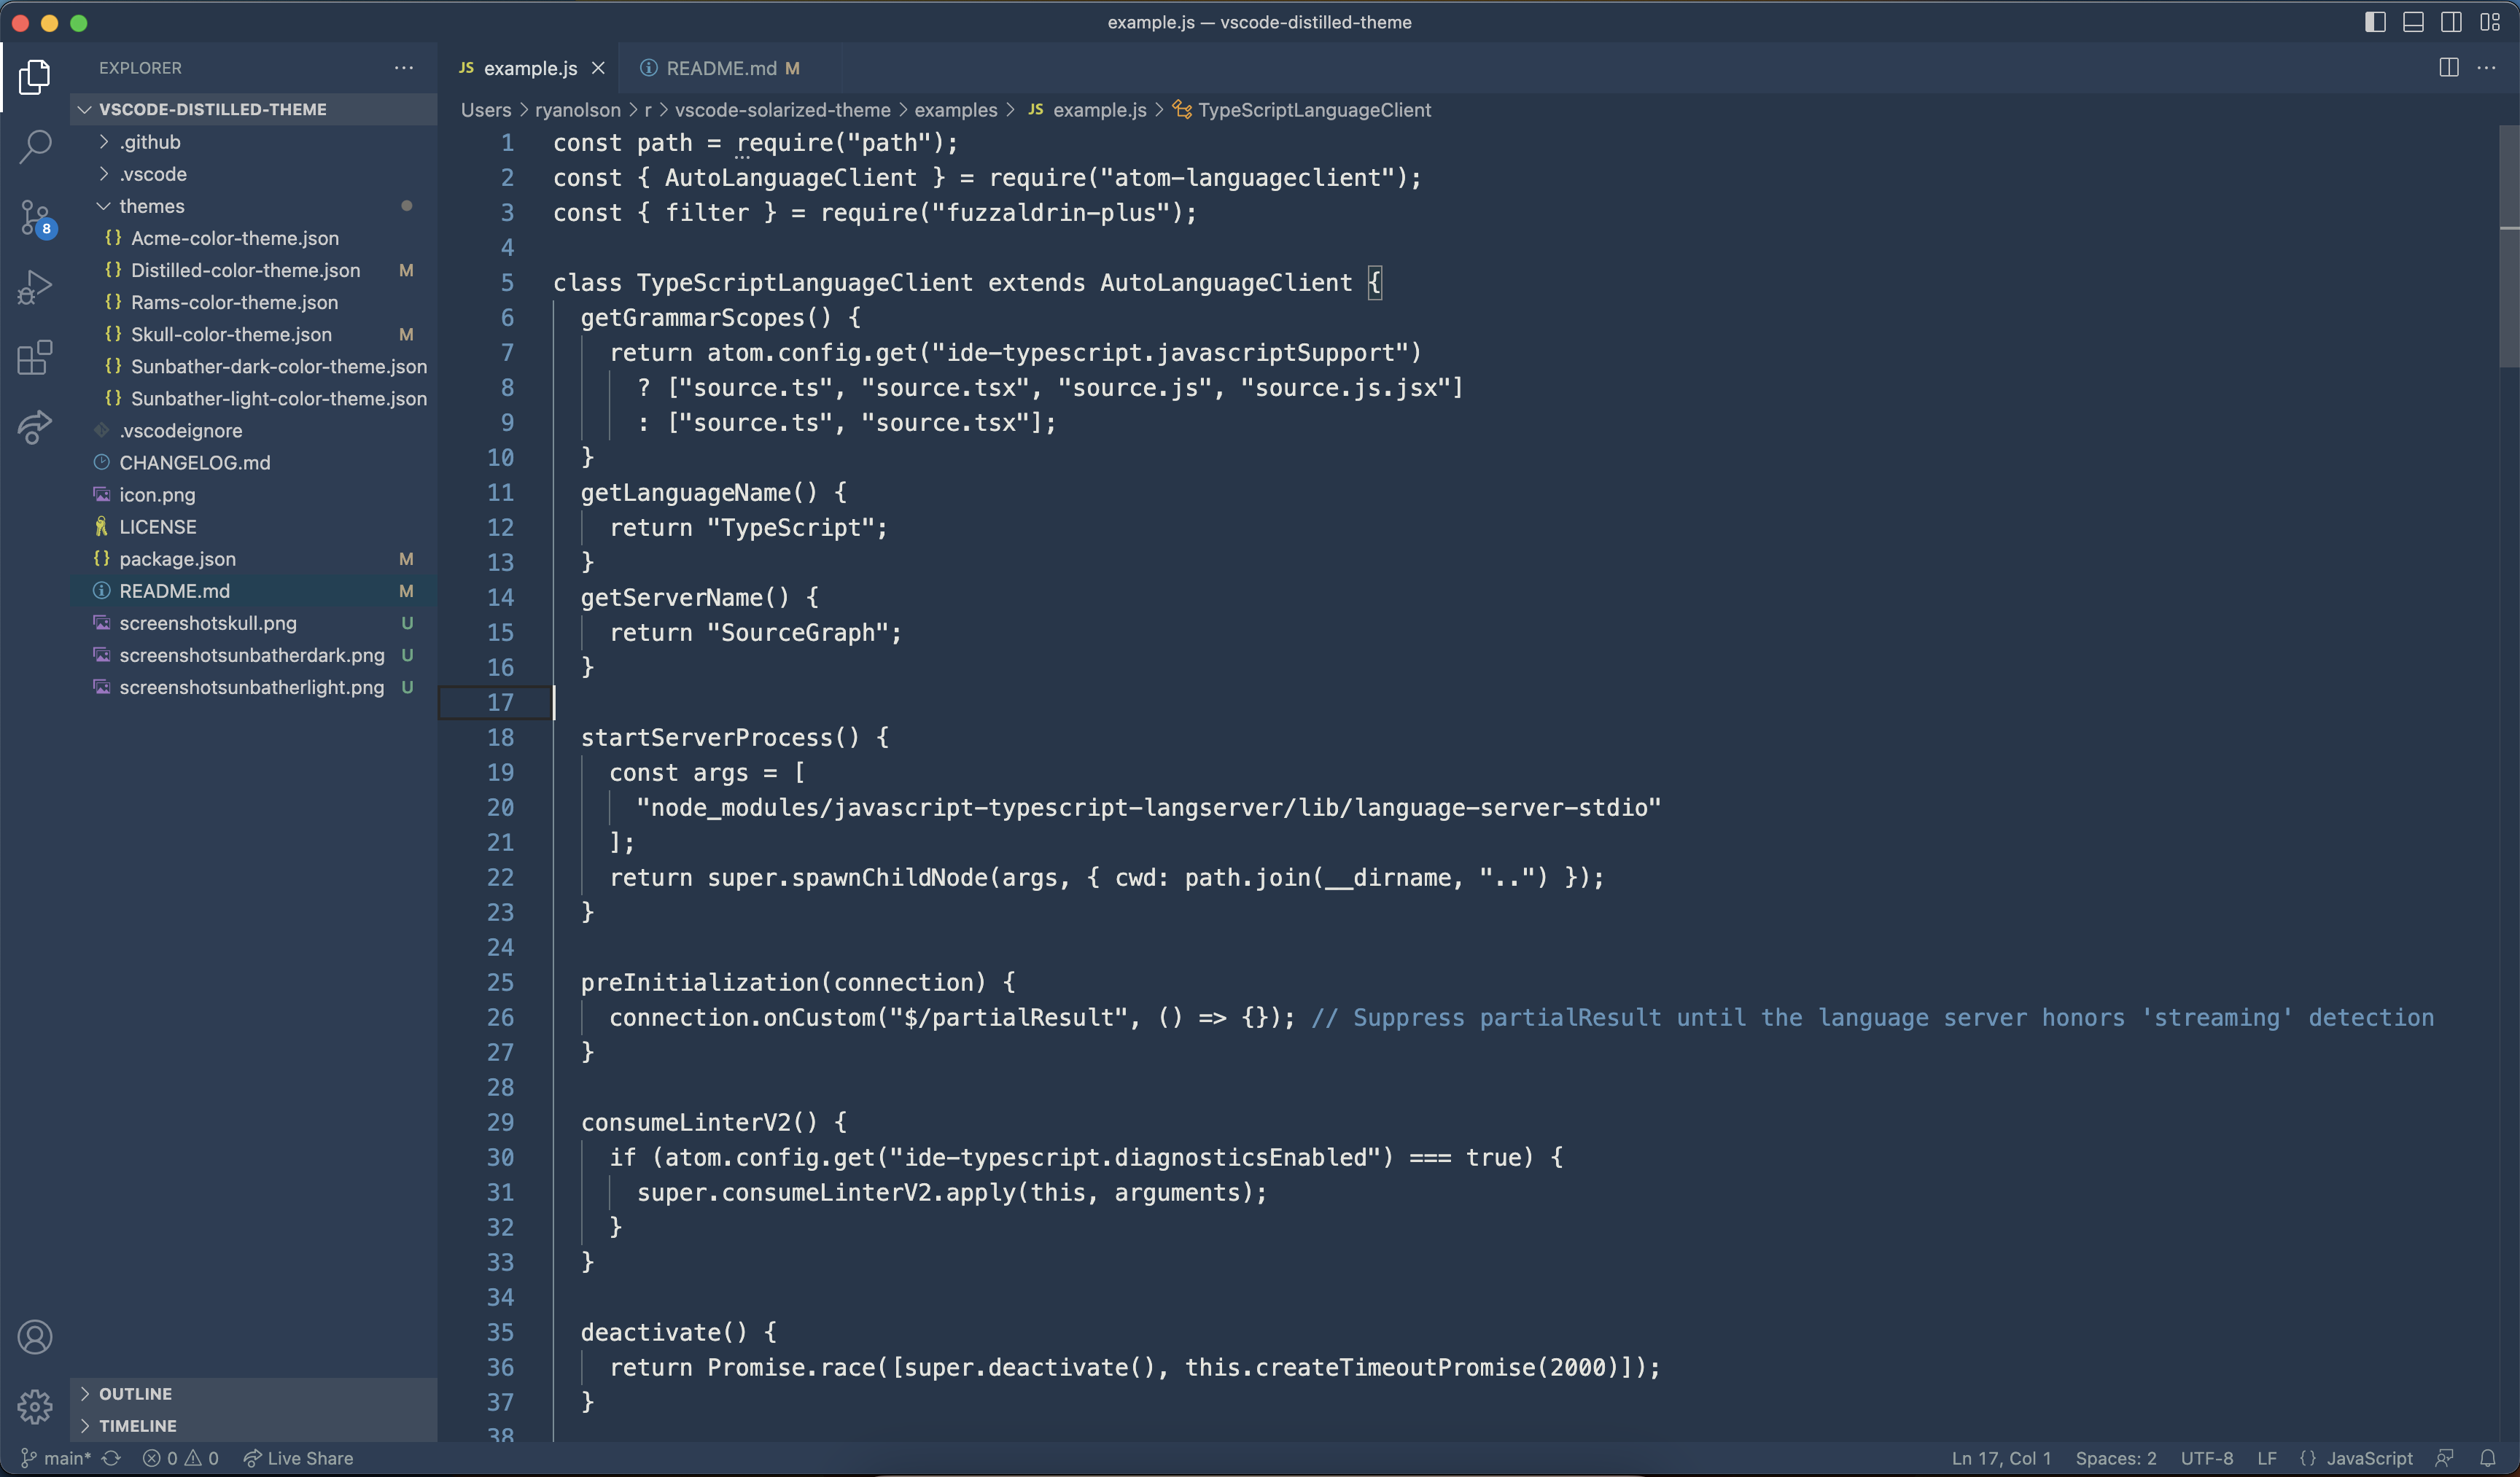 example.js — vscode-distilled-theme
EXPLORER
VSCODE-DISTILLED-THEME
.github
.vscode
themes
{} Acme-color-theme.json
{} Distilled-color-theme.json M
{} Rams-color-theme.json
{} Skull-color-theme.json M
{} Sunbather-dark-color-theme.json
{} Sunbather-light-color-theme.json
.vscodeignore
CHANGELOG.md
icon.png
LICENSE
{} package.json M
README.md M
screenshotskull.png U
screenshotsunbatherdark.png U
screenshotsunbatherlight.png U
OUTLINE
TIMELINE
8
JS example.js
README.md M
Users > ryanolson > r > vscode-solarized-theme > examples > JS example.js > TypeScriptLanguageClient
1 const path = require("path");
2 const { AutoLanguageClient } = require("atom-languageclient");
3 const { filter } = require("fuzzaldrin-plus");
4
5 class TypeScriptLanguageClient extends AutoLanguageClient {
6 getGrammarScopes() {
7 return atom.config.get("ide-typescript.javascriptSupport")
8 ? ["source.ts", "source.tsx", "source.js", "source.js.jsx"]
9 : ["source.ts", "source.tsx"];
10 }
11 getLanguageName() {
12 return "TypeScript";
13 }
14 getServerName() {
15 return "SourceGraph";
16 }
17
18 startServerProcess() {
19 const args = [
20 "node_modules/javascript-typescript-langserver/lib/language-server-stdio"
21 ];
22 return super.spawnChildNode(args, { cwd: path.join(__dirname, "..") });
23 }
24
25 preInitialization(connection) {
26 connection.onCustom("$/partialResult", () => {}); // Suppress partialResult until the language server honors 'streaming' detection
27 }
28
29 consumeLinterV2() {
30 if (atom.config.get("ide-typescript.diagnosticsEnabled") === true) {
31 super.consumeLinterV2.apply(this, arguments);
32 }
33 }
34
35 deactivate() {
36 return Promise.race([super.deactivate(), this.createTimeoutPromise(2000)]);
37 }
38
main* 0 0 Live Share
Ln 17, Col 1 Spaces: 2 UTF-8 LF {} JavaScript